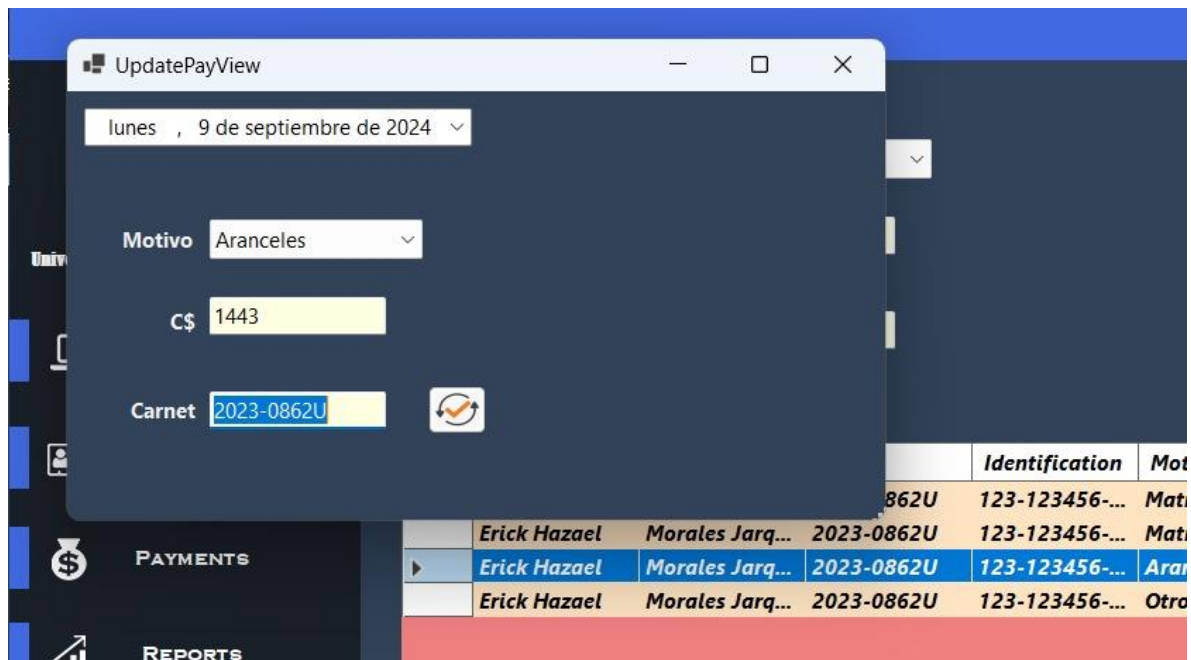 UpdatePayView
lunes , 9 de septiembre de 2024
Motivo Aranceles
C$ 1443
Carnet 2023-0862U
Identification
862U 123-123456-...
Erick Hazael Morales Jarq... 2023-0862U 123-123456-...
PAYMENTS
Erick Hazael Morales Jarq... 2023-0862U 123-123456-...
Erick Hazael Morales Jarq... 2023-0862U 123-123456-...
REPORTS